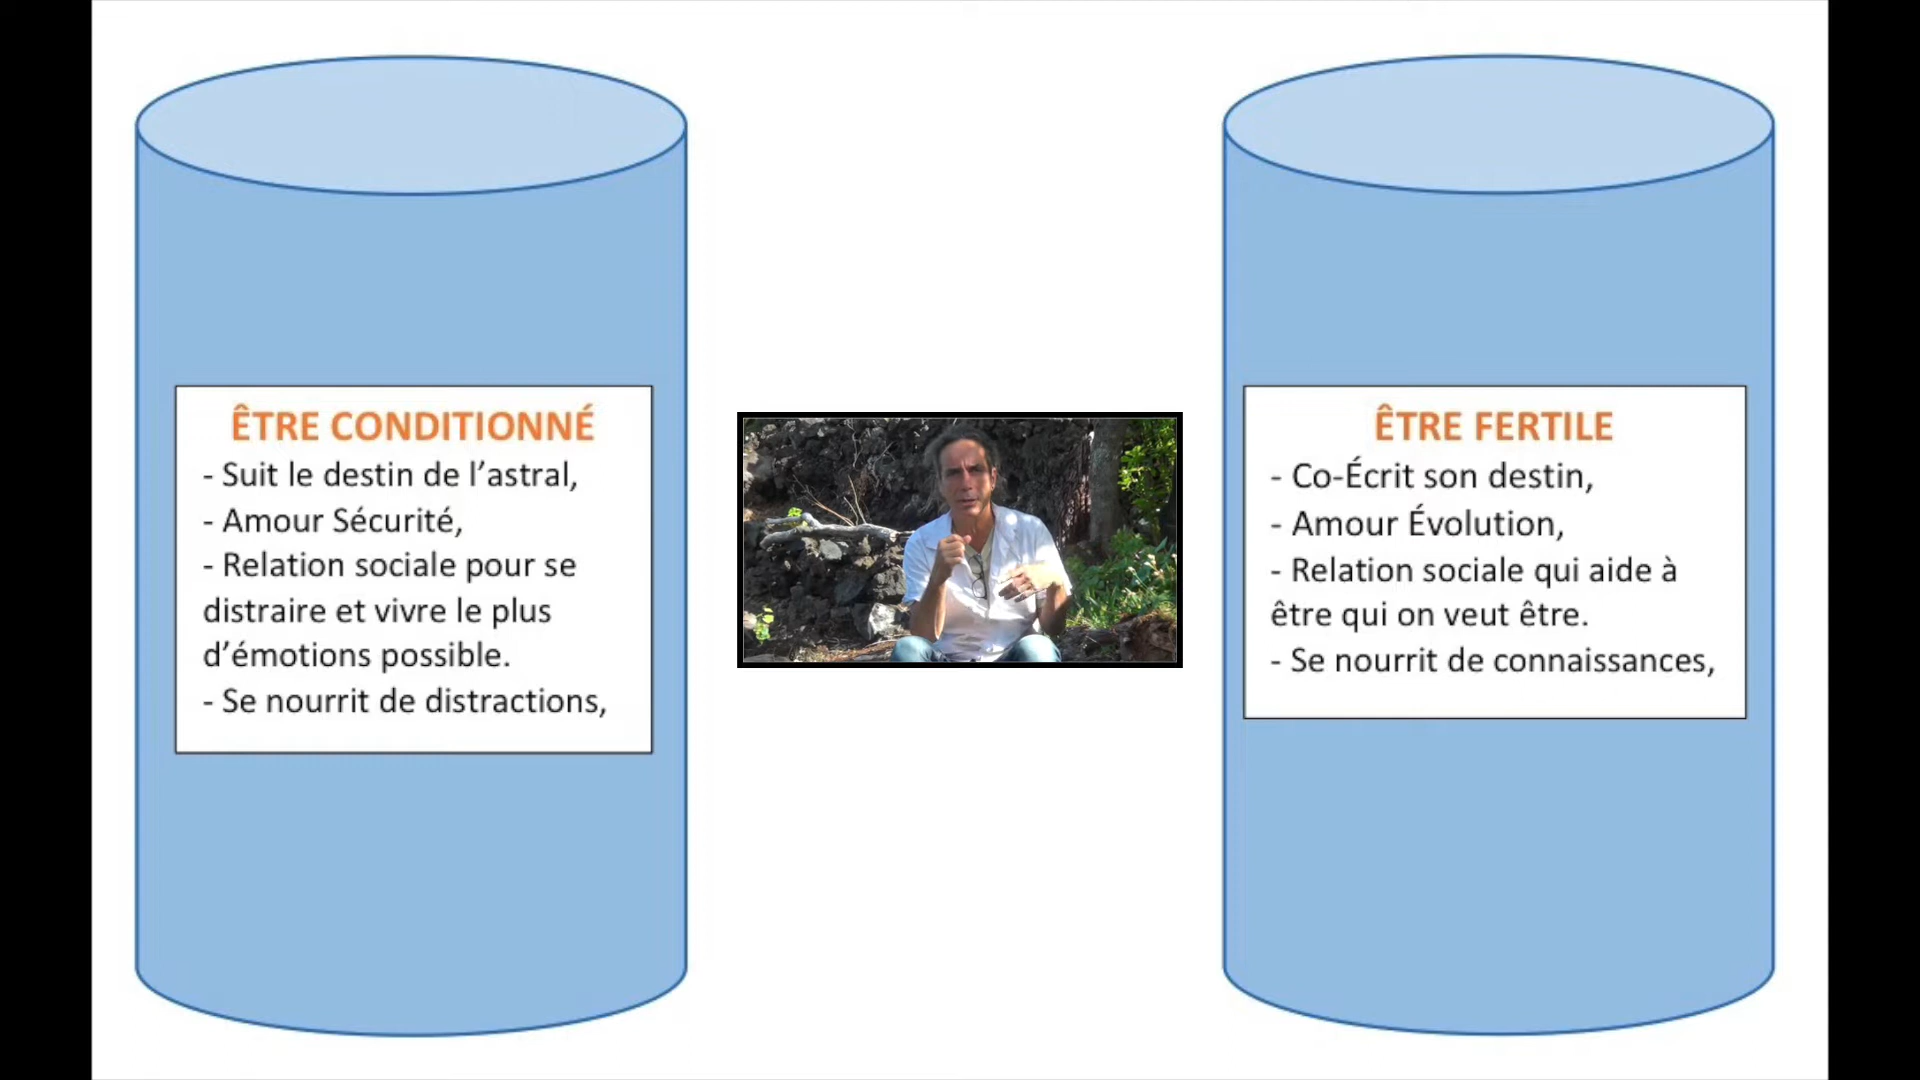 ÊTRE CONDITIONNÉ
- Suit le destin de l’astral,
- Amour Sécurité,
- Relation sociale pour se
distraire et vivre le plus
d’émotions possible.
- Se nourrit de distractions,
ÊTRE FERTILE
- Co-Écrit son destin,
- Amour Évolution,
- Relation sociale qui aide à
être qui on veut être.
- Se nourrit de connaissances,